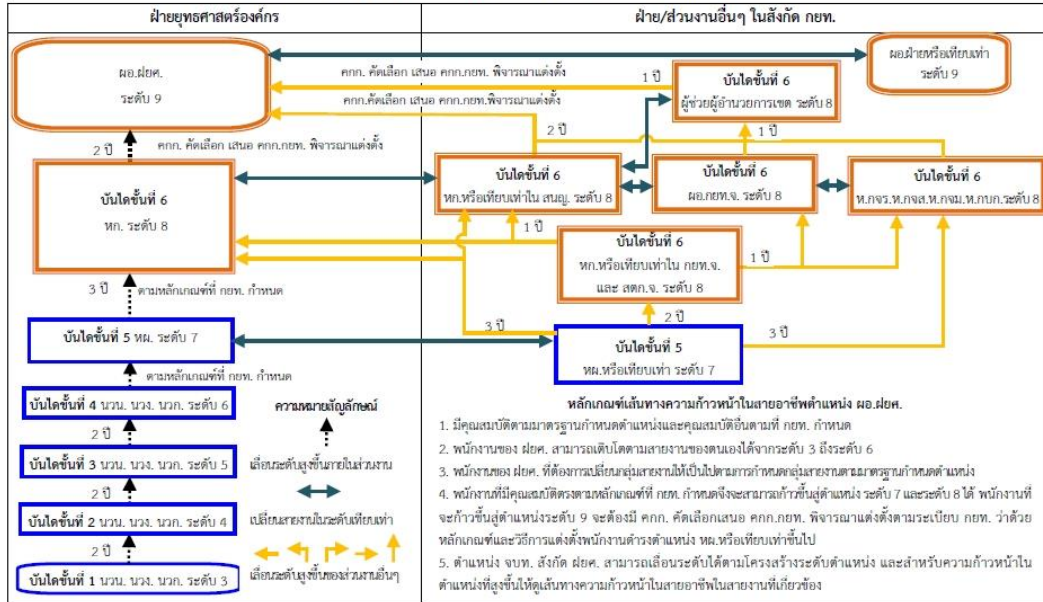 ฝ่ายยุทธศาสตร์องค์กร
ฝ่าย/ส่วนงานอื่นๆ ในสังกัด กยท.
ผอ.ฝยศ.
ระดับ 9
คกก. คัดเลือก เสนอ คกก.กยท. พิจารณาแต่งตั้ง
1 ปี
ผอ.ฝ่ายหรือเทียบเท่า
ระดับ 9
บันไดขั้นที่ 6
ผู้ช่วยผู้อำนวยการเขต ระดับ 8
คกก. คัดเลือก เสนอ คกก.กยท.พิจารณาแต่งตั้ง
2 ปี
1 ปี
2 ปี
คกก. คัดเลือก เสนอ คกก.กยท. พิจารณาแต่งตั้ง
บันไดขั้นที่ 6
หก. ระดับ 8
บันไดขั้นที่ 6
หก.หรือเทียบเท่าใน สนญ. ระดับ 8
บันไดขั้นที่ 6
ผอ.กยท.จ. ระดับ 8
บันไดขั้นที่ 6
ห.กจร.ห.กจส.ห.กจม.ห.กบก.ระดับ 8
1 ปี
บันไดขั้นที่ 6
หก.หรือเทียบเท่าใน กยท.จ.
และ สตก.จ. ระดับ 8
1 ปี
3 ปี
ตามหลักเกณฑ์ที่ กยท. กำหนด
2 ปี
3 ปี
3 ปี
บันไดขั้นที่ 5 หผ. ระดับ 7
บันไดขั้นที่ 5
หผ.หรือเทียบเท่า ระดับ 7
ตามหลักเกณฑ์ที่ กยท. กำหนด
บันไดขั้นที่ 4 นวน. นวง. นวก. ระดับ 6
2 ปี
บันไดขั้นที่ 3 นวน. นวง. นวก. ระดับ 5
2 ปี
บันไดขั้นที่ 2 นวน. นวง. นวก. ระดับ 4
2 ปี
บันไดขั้นที่ 1 นวน. นวง. นวก. ระดับ 3
ความหมายสัญลักษณ์
เลื่อนระดับสูงขึ้นภายในส่วนงาน
เปลี่ยนสายงานในระดับเทียบเท่า
เลื่อนระดับสูงขึ้นของส่วนงานอื่นๆ
หลักเกณฑ์เส้นทางความก้าวหน้าในสายอาชีพตำแหน่ง ผอ.ฝยศ.
1. มีคุณสมบัติตามมาตรฐานกำหนดตำแหน่งและคุณสมบัติอื่นตามที่ กยท. กำหนด
2. พนักงานของ ฝยศ. สามารถเติบโตตามสายงานของตนเองได้จากระดับ 3 ถึงระดับ 6
3. พนักงานของ ฝยศ. ที่ต้องการเปลี่ยนกลุ่มสายงานให้เป็นไปตามการกำหนดกลุ่มสายงานตามมาตรฐานกำหนดตำแหน่ง
4. พนักงานที่มีคุณสมบัติตรงตามหลักเกณฑ์ที่ กยท. กำหนดจึงจะสามารถก้าวขึ้นสู่ตำแหน่ง ระดับ 7 และระดับ 8 ได้ พนักงานที่
จะก้าวขึ้นสู่ตำแหน่งระดับ 9 จะต้องมี คกก. คัดเลือกเสนอ คกก.กยท. พิจารณาแต่งตั้งตามระเบียบ กยท. ว่าด้วย
หลักเกณฑ์และวิธีการแต่งตั้งพนักงานดำรงตำแหน่ง หผ.หรือเทียบเท่าขึ้นไป
5. ตำแหน่ง จบท. สังกัด ฝยศ. สามารถเลื่อนระดับได้ตามโครงสร้างระดับตำแหน่ง และสำหรับความก้าวหน้าใน
ตำแหน่งที่สูงขึ้นให้ดูเส้นทางความก้าวหน้าในสายอาชีพในสายงานที่เกี่ยวข้อง